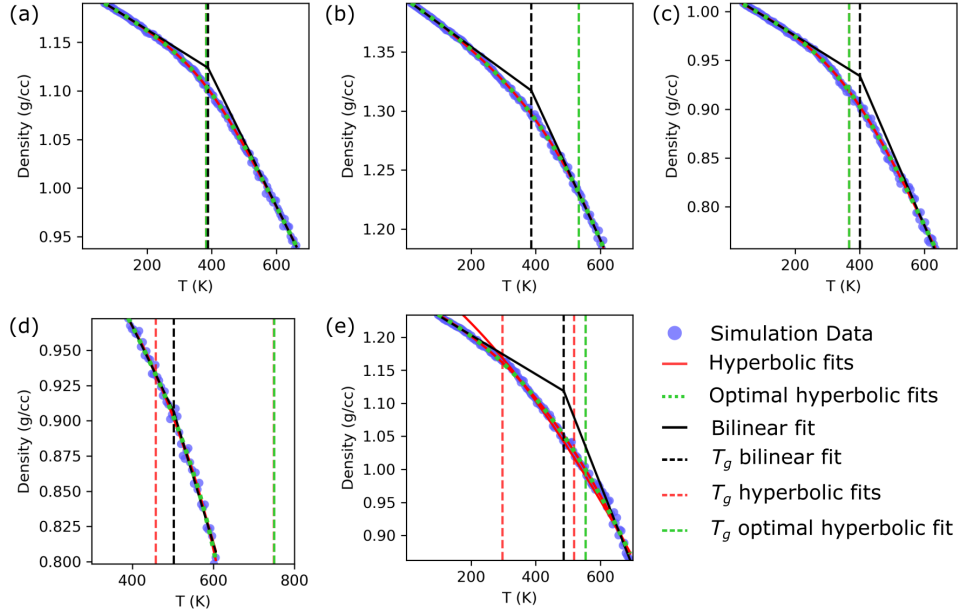 (a)
1.15
1.10
1.05
1.00
0.95
Density (g/cc)
200
400
600
T (K)
(b)
1.35
1.30
1.25
1.20
Density (g/cc)
200
400
600
T (K)
(c)
1.00
0.95
0.90
0.85
0.80
Density (g/cc)
200
400
600
T (K)
(d)
0.950
0.925
0.900
0.875
0.850
0.825
0.800
Density (g/cc)
400
600
800
T (K)
(e)
1.20
1.15
1.10
1.05
1.00
0.95
0.90
Density (g/cc)
200
400
600
T (K)
Simulation Data
Hyperbolic fits
Optimal hyperbolic fits
Bilinear fit
Tg bilinear fit
Tg hyperbolic fits
Tg optimal hyperbolic fit